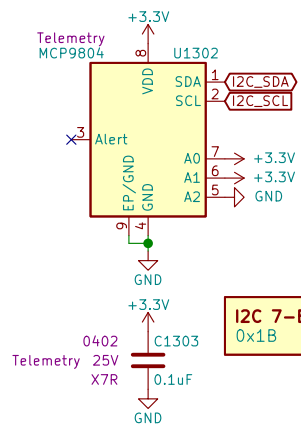 +3.3V
Telemetry
MCP9804
U1302
8
VDD
SDA 1 I2C_SDA
SCL 2 I2C_SCL
3 Alert
A0 7 +3.3V
A1 6 +3.3V
A2 5 GND
EP/GND
GND
9
4
GND
+3.3V
0402 C1303
Telemetry 25V
X7R 0.1uF
GND
I2C 7-
0x1B